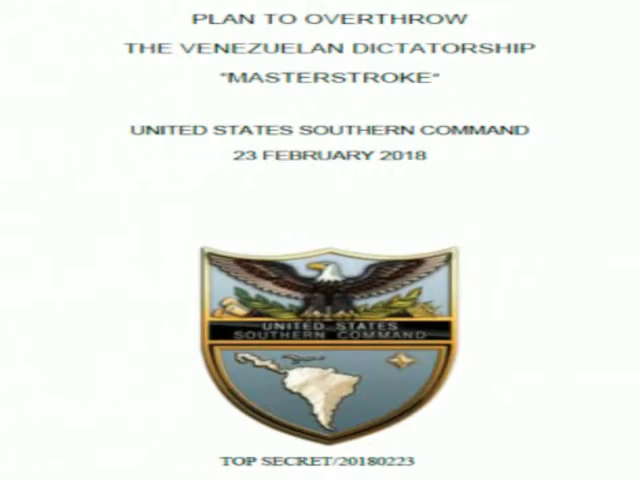 PLAN TO OVERTHROW
THE VENEZUELAN DICTATORSHIP
"MASTERSTROKE"
UNITED STATES SOUTHERN COMMAND
23 FEBRUARY 2018
UNITED STATES
SOUTHERN COMMAND
TOP SECRET/20180223